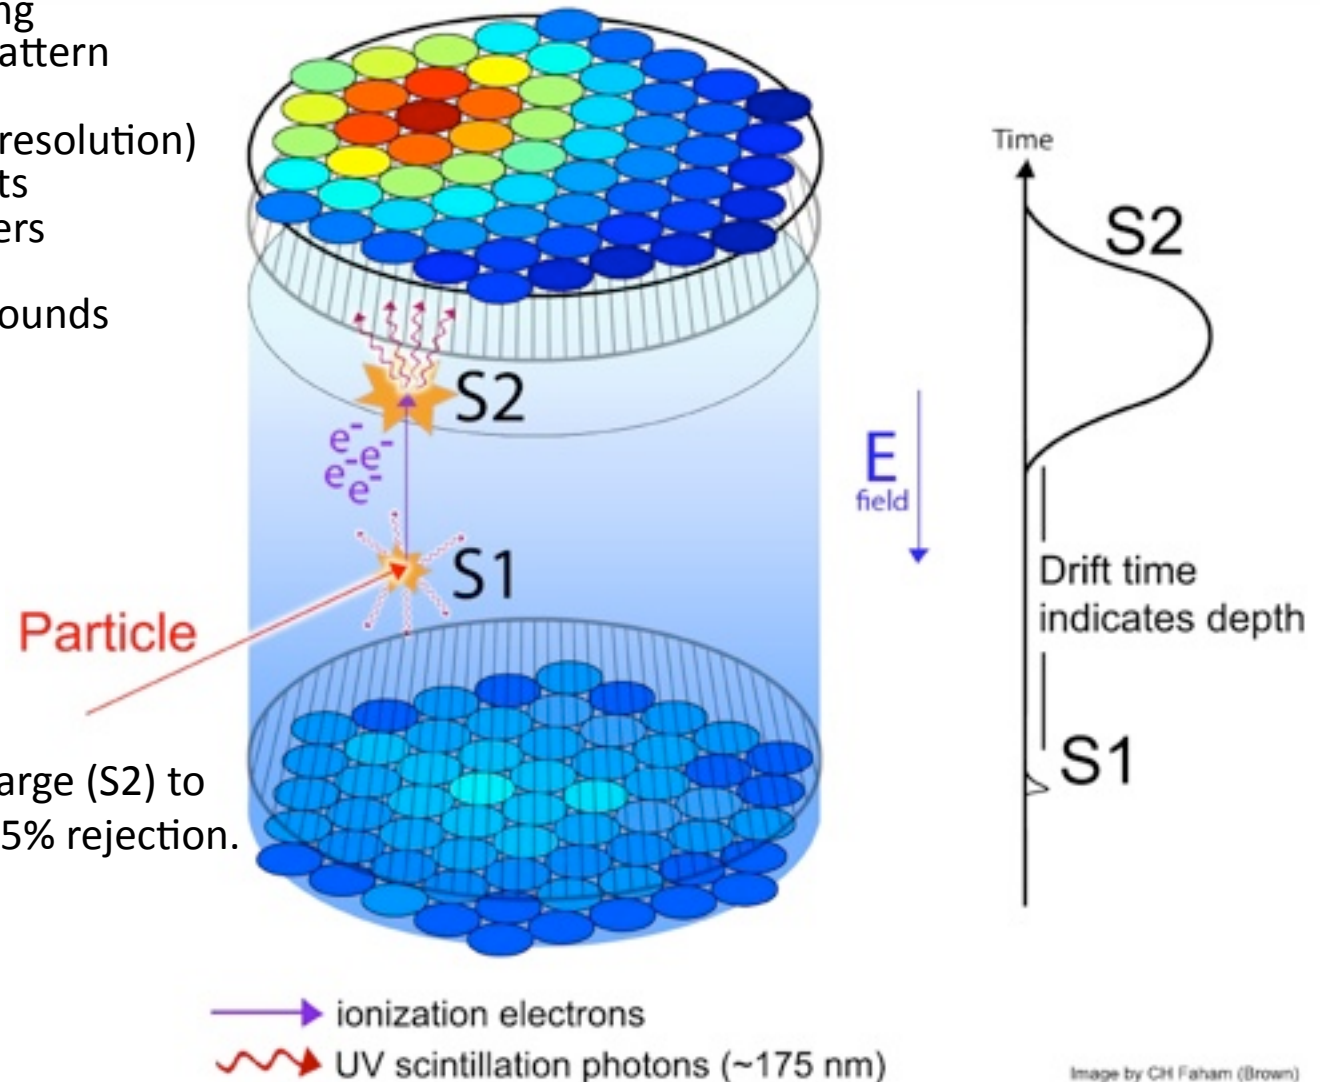 ng
attern
resolution)
ts
ers
ounds
Time
S2
S2
e-
e-
e-
e-
E
field
S1
Drift time
indicates depth
Particle
S1
arge (S2) to
5% rejection.
ionization electrons
UV scintillation photons (~175 nm)
Image by CH Faham (Brown)